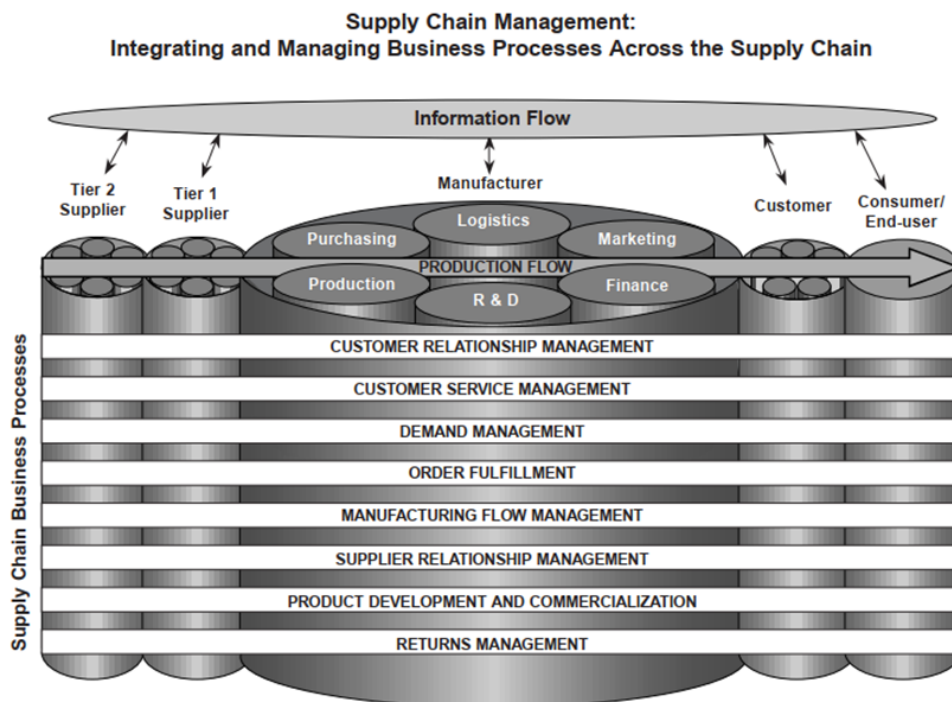 Supply Chain Management:
Integrating and Managing Business Processes Across the Supply Chain
Information Flow
Tier 2
Supplier
Tier 1
Supplier
Manufacturer
Customer
Consumer/
End-user
Logistics
Purchasing
Marketing
PRODUCTION FLOW
Production
R & D
Finance
Supply Chain Business Processes
CUSTOMER RELATIONSHIP MANAGEMENT
CUSTOMER SERVICE MANAGEMENT
DEMAND MANAGEMENT
ORDER FULFILLMENT
MANUFACTURING FLOW MANAGEMENT
SUPPLIER RELATIONSHIP MANAGEMENT
PRODUCT DEVELOPMENT AND COMMERCIALIZATION
RETURNS MANAGEMENT